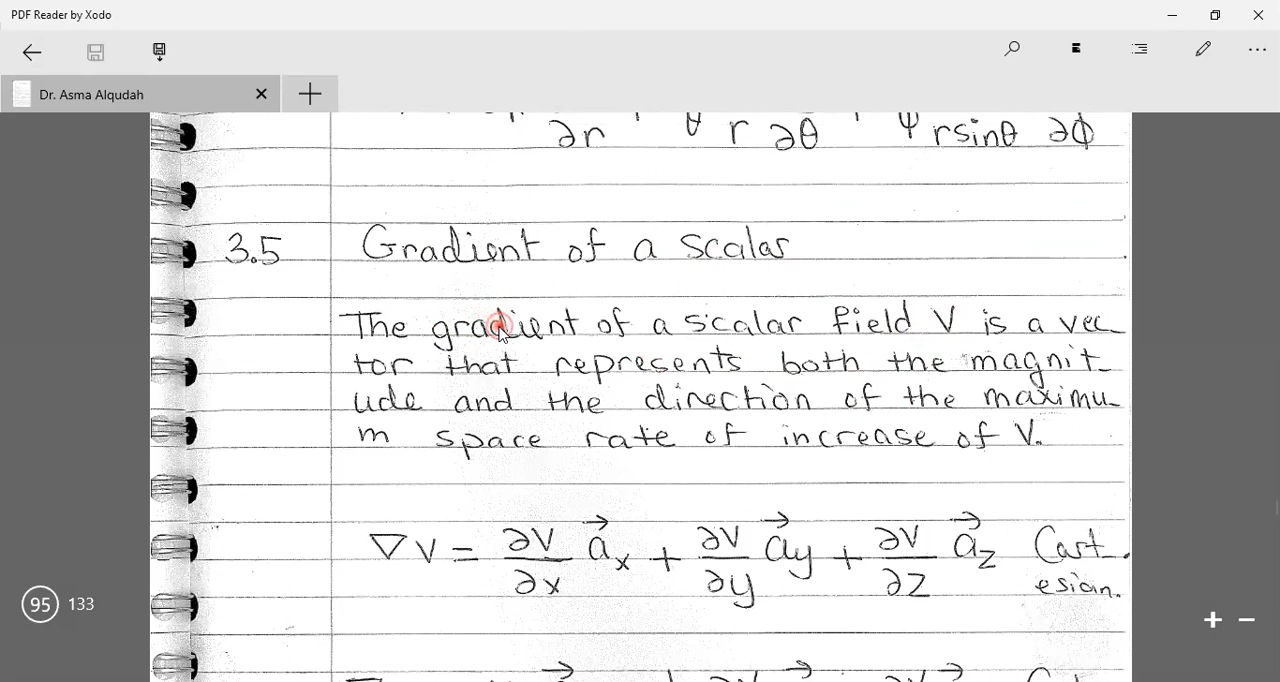 PDF Reader by Xodo
Dr. Asma Alqudah
∂r θ r ∂θ φ rsinθ ∂φ
3.5 Gradient of a Scalar
The gradient of a scalar field V is a vec-
tor that represents both the magnit-
ude and the direction of the maximu-
m space rate of increase of V.
∇V = ∂V/∂x a⃗x + ∂V/∂y a⃗y + ∂V/∂z a⃗z Cart-
esian.
95 133